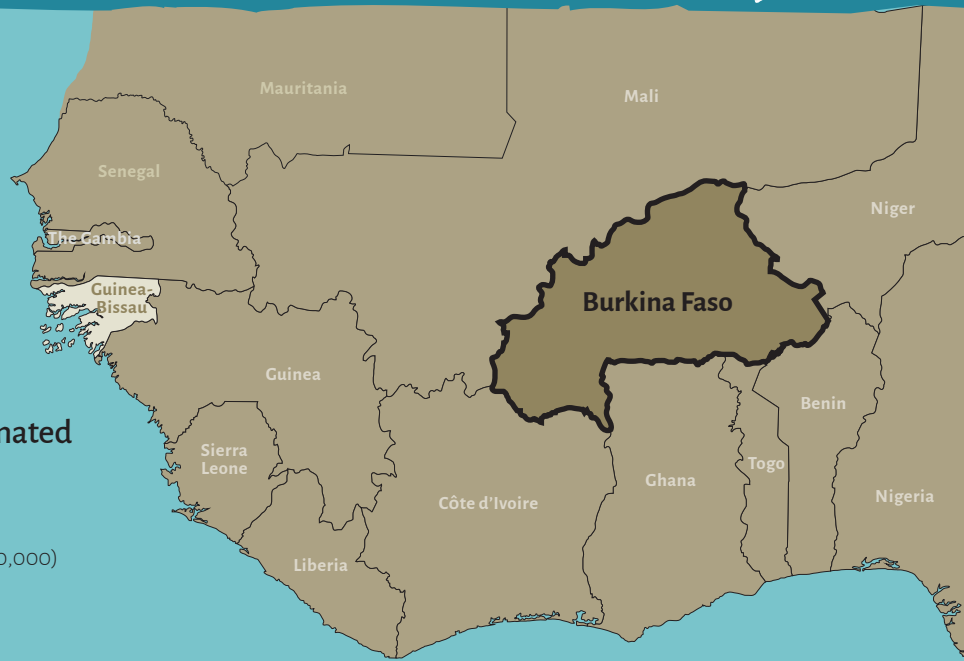 Mauritania
Mali
Senegal
Niger
The Gambia
Guinea-
Bissau
Burkina Faso
Guinea
Benin
nated
Sierra
Leone
Togo
Ghana
Côte d'Ivoire
Nigeria
0,000)
Liberia